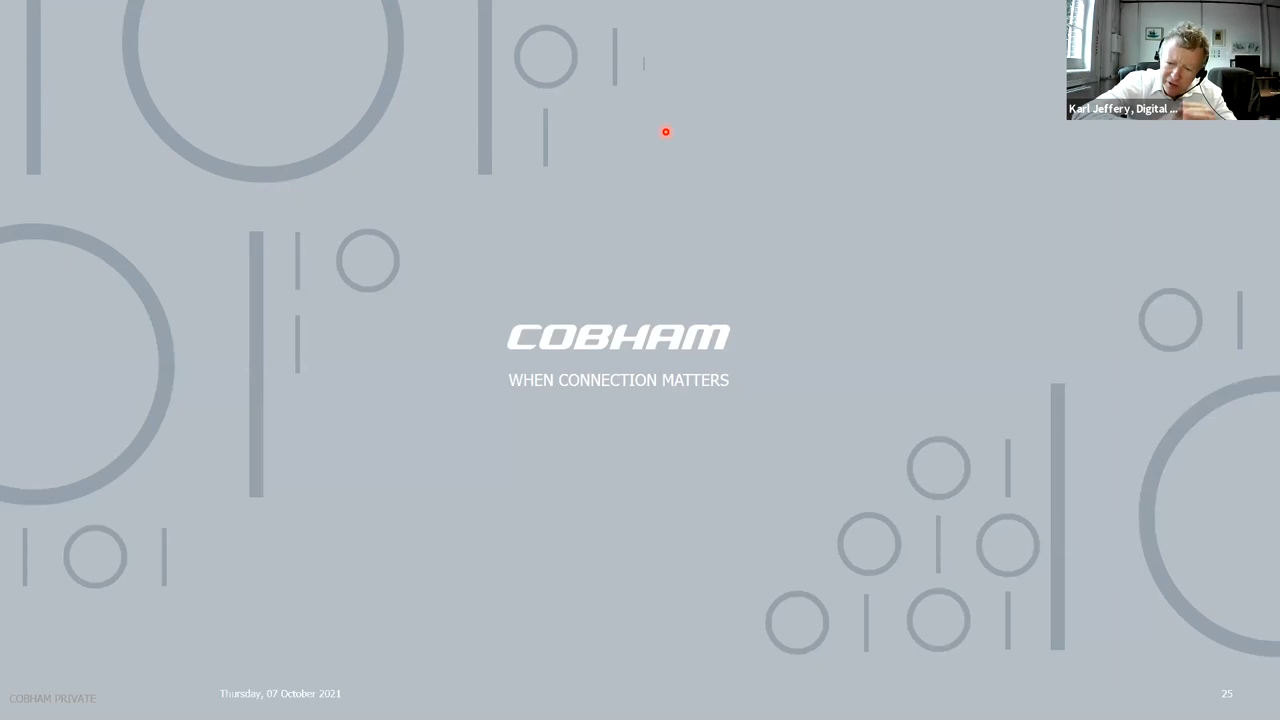 Karl Jeffery, Digital ...
COBHAM
WHEN CONNECTION MATTERS
COBHAM PRIVATE
Thursday, 07 October 2021
25